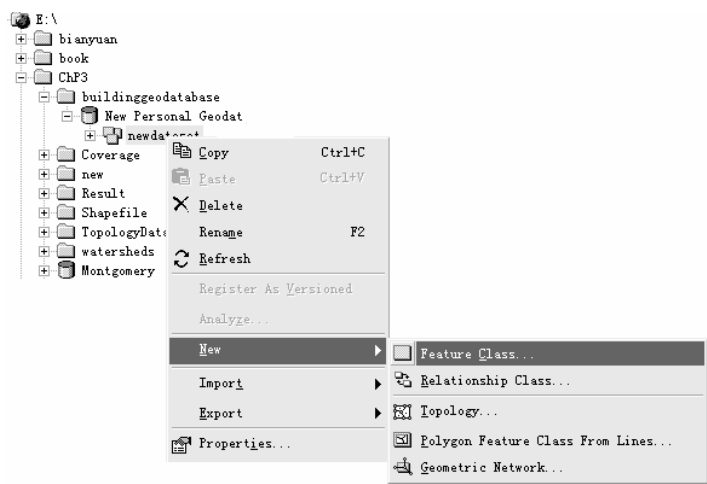 E:\
bianyuan
book
ChP3
buildinggeodatabase
New Personal Geodat
newdataset
Coverage
new
Result
Shapefile
TopologyData
watersheds
Montgomery
Copy Ctrl+C
Paste Ctrl+V
Delete
Rename F2
Refresh
Register As Versioned
Analyze...
New
Import
Export
Properties...
Feature Class...
Relationship Class...
Topology...
Polygon Feature Class From Lines...
Geometric Network...